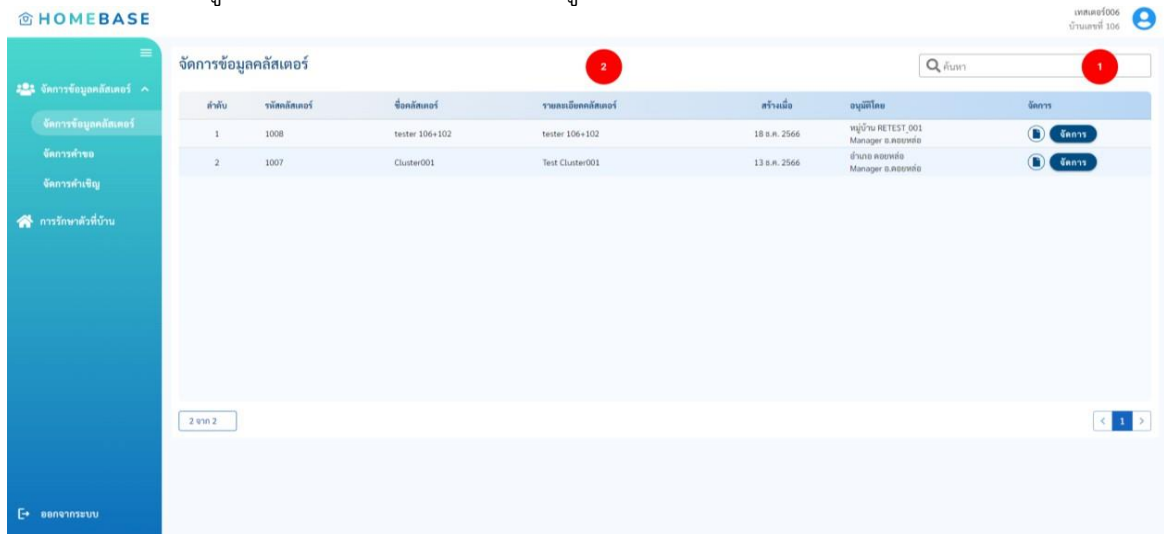 HOMEBASE
เทสเตอร์006
บ้านเลขที่ 106
จัดการข้อมูลคลัสเตอร์
จัดการข้อมูลคลัสเตอร์
จัดการคำขอ
จัดการคำเชิญ
การรักษาตัวที่บ้าน
ออกจากระบบ
จัดการข้อมูลคลัสเตอร์
2
ค้นหา
1
ลำดับ รหัสคลัสเตอร์ ชื่อคลัสเตอร์ รายละเอียดคลัสเตอร์ สร้างเมื่อ อนุมัติโดย จัดการ
1 1008 tester 106+102 tester 106+102 18 ธ.ค. 2566 หมู่บ้าน RETEST_001 จัดการ
Manager อ.ดอยหล่อ
2 1007 Cluster001 Test Cluster001 13 ธ.ค. 2566 อำเภอ ดอยหล่อ จัดการ
Manager อ.ดอยหล่อ
2 จาก 2
< 1 >